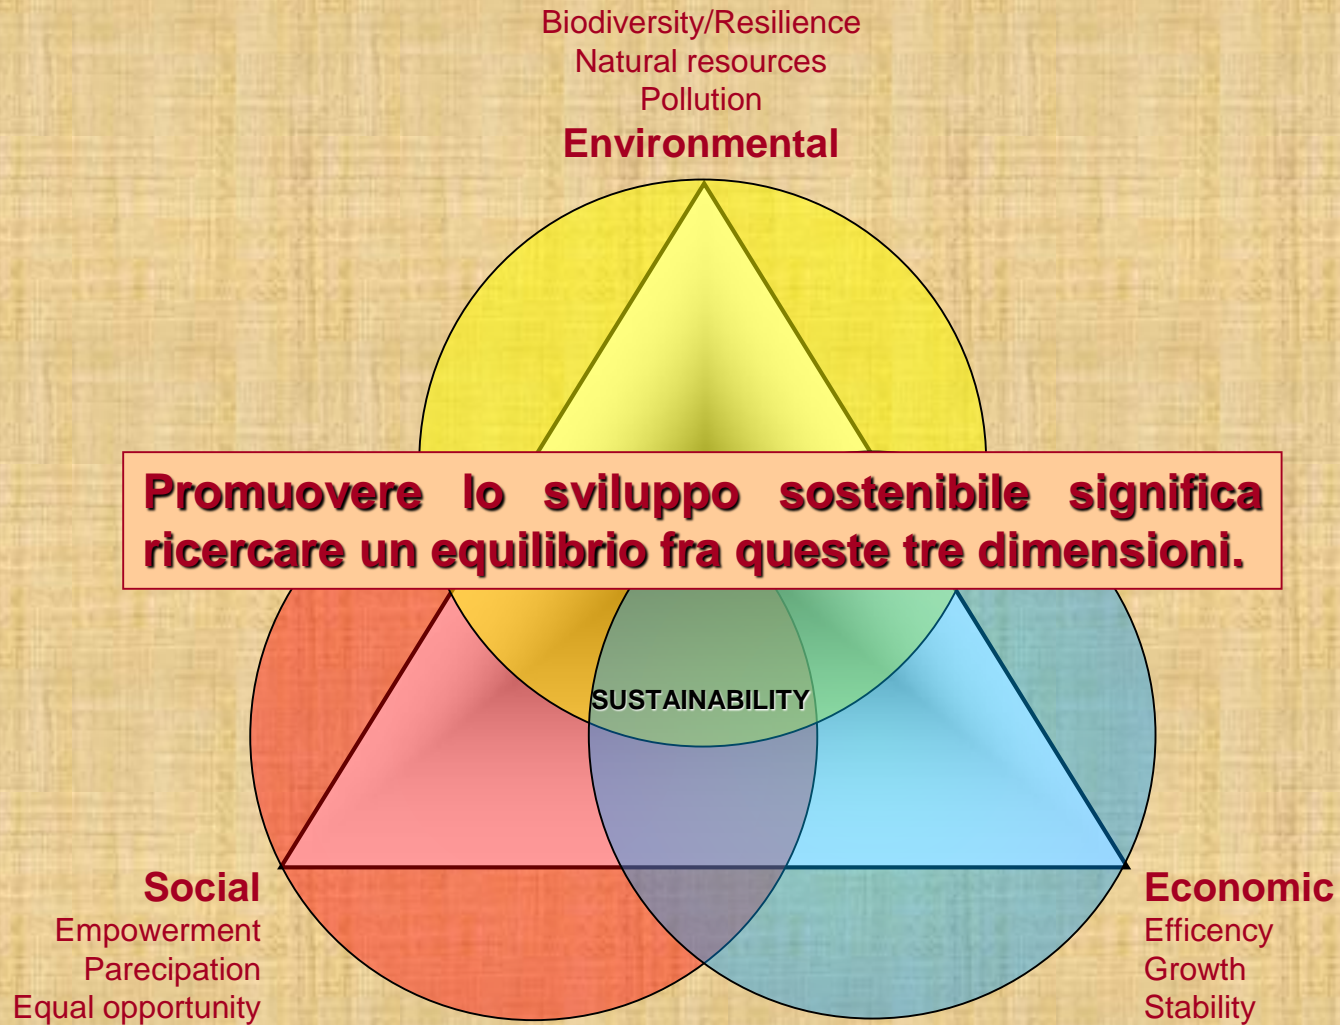 Biodiversity/Resilience
Natural resources
Pollution
Environmental
Promuovere lo sviluppo sostenibile significa
ricercare un equilibrio fra queste tre dimensioni.
SUSTAINABILITY
Social
Empowerment
Parecipation
Equal opportunity
Economic
Efficency
Growth
Stability